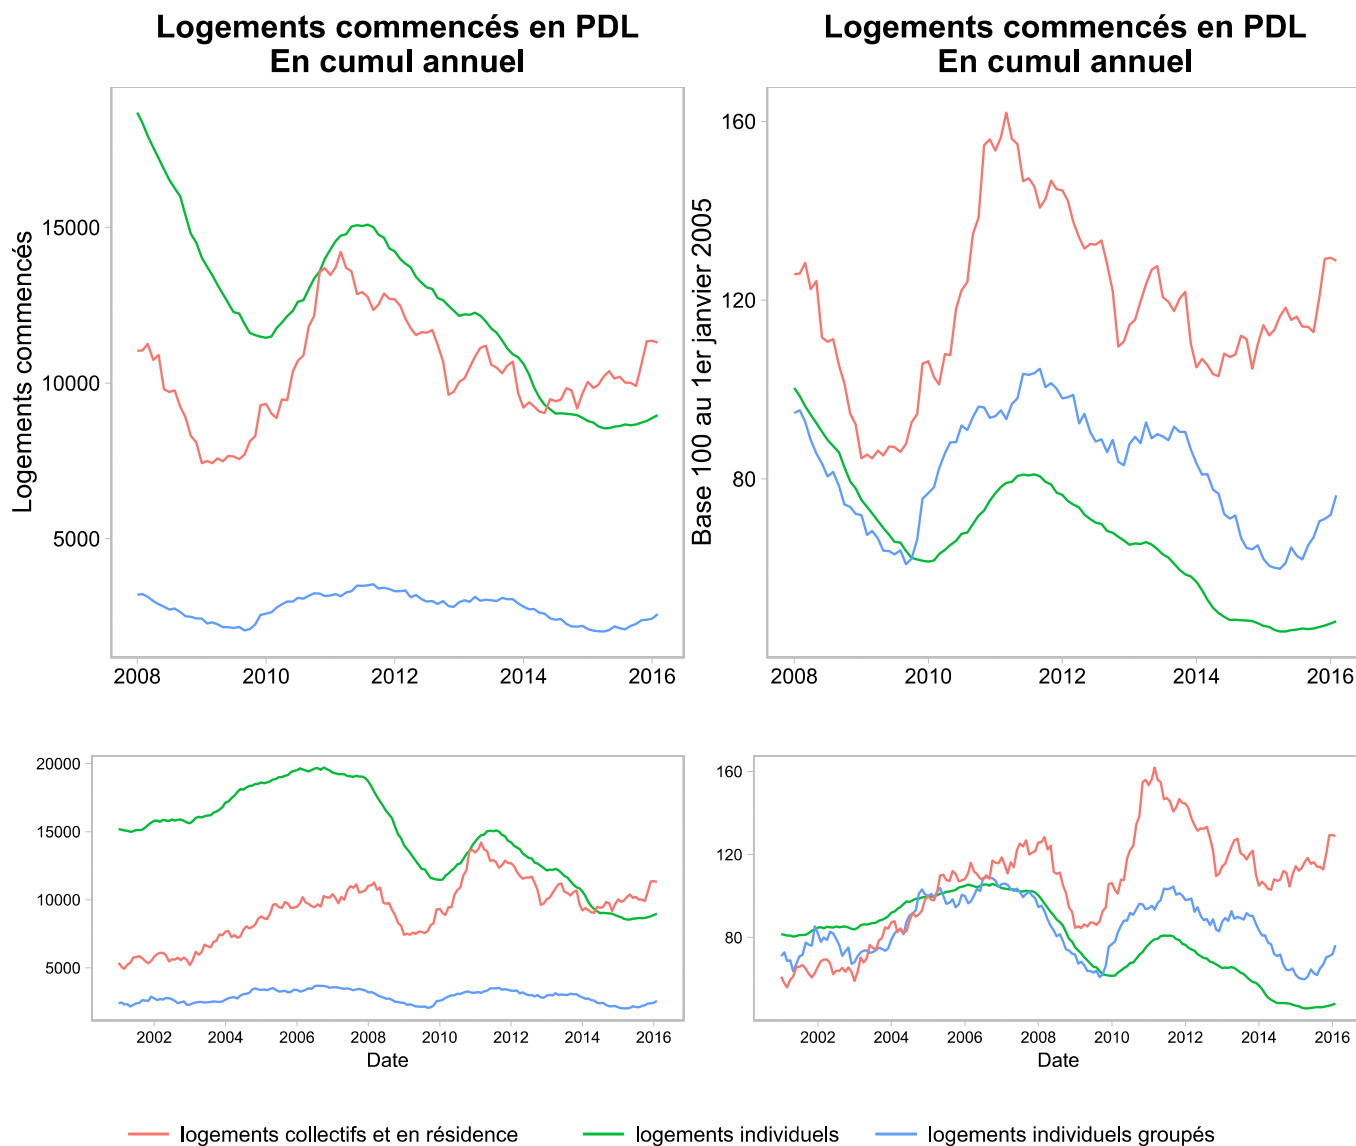 Logements commencés en PDL
En cumul annuel
Logements commencés
15000
10000
5000
2008 2010 2012 2014 2016
Logements commencés en PDL
En cumul annuel
Base 100 au 1er janvier 2005
160
120
80
2008 2010 2012 2014 2016
20000
15000
10000
5000
2002 2004 2006 2008 2010 2012 2014 2016
Date
160
120
80
2002 2004 2006 2008 2010 2012 2014 2016
Date
logements collectifs et en résidence logements individuels logements individuels groupés